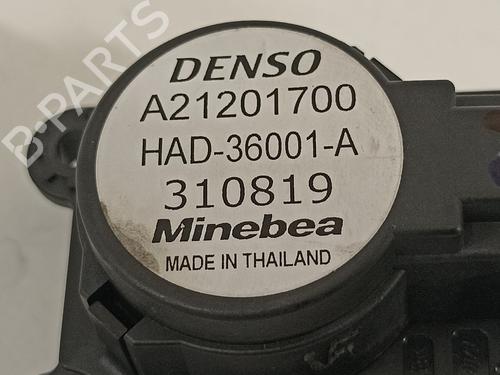 DENSO
A21201700
HAD-36001-A
310819
Minebea
MADE IN THAILAND
B-PARTS